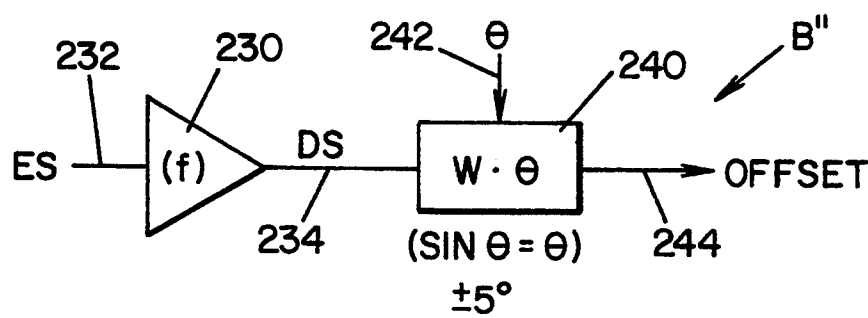 232
230
242
Θ
240
B"
ES
(f)
DS
W · Θ
OFFSET
234
244
(SIN Θ = Θ)
±5°